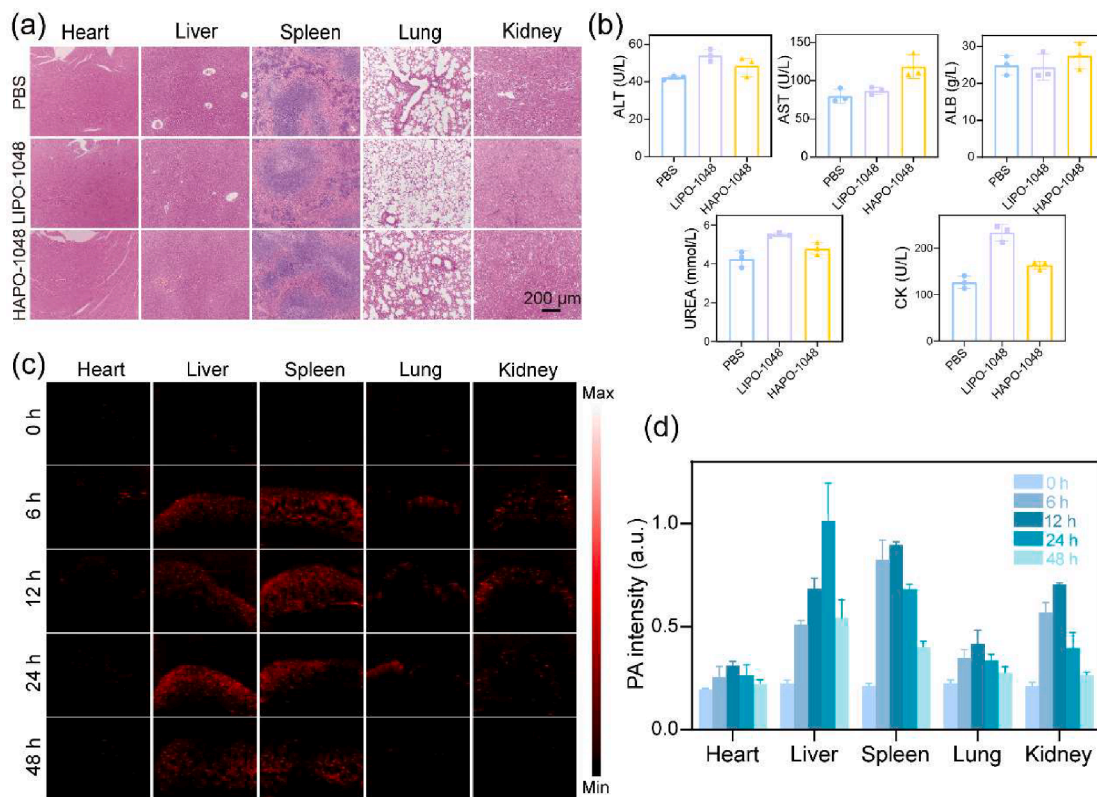 (a)
Heart Liver Spleen Lung Kidney
PBS
LIPO-1048
HAPO-1048
200 μm
(b)
ALT (U/L)
60
40
20
0
PBS
LIPO-1048
HAPO-1048
AST (U/L)
150
100
50
0
PBS
LIPO-1048
HAPO-1048
ALB (g/L)
30
20
10
0
PBS
LIPO-1048
HAPO-1048
UREA (mmol/L)
6
4
2
0
PBS
LIPO-1048
HAPO-1048
CK (U/L)
200
100
0
PBS
LIPO-1048
HAPO-1048
(c)
Heart Liver Spleen Lung Kidney
0 h
6 h
12 h
24 h
48 h
Max
Min
(d)
PA intensity (a.u.)
1.0
0.5
0.0
0 h
6 h
12 h
24 h
48 h
Heart Liver Spleen Lung Kidney